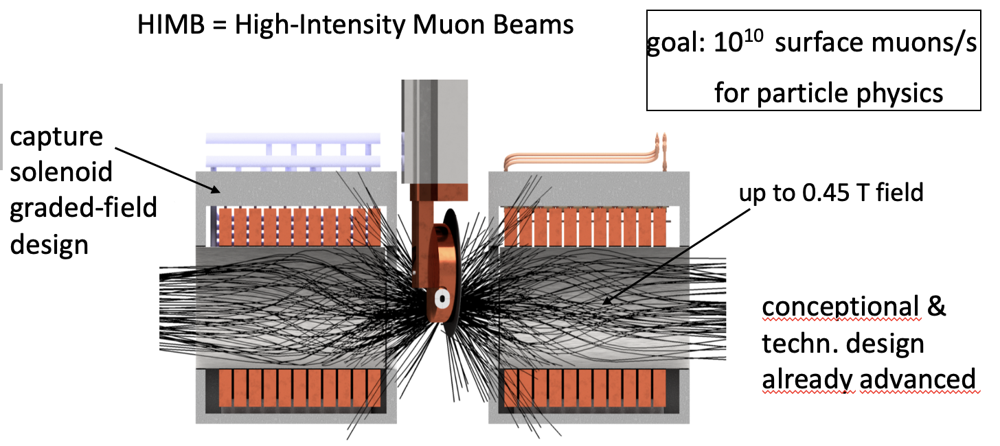 HIMB = High-Intensity Muon Beams
goal: 10¹⁰ surface muons/s
for particle physics
capture
solenoid
graded-field
design
up to 0.45 T field
conceptional &
techn. design
already advanced